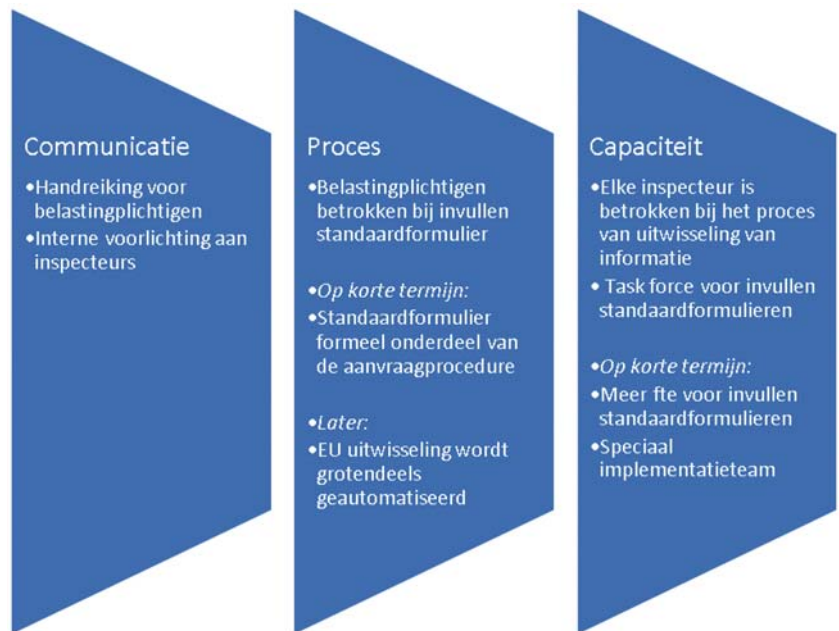 Communicatie
•Handreiking voor
belastingplichtigen
•Interne voorlichting aan
inspecteurs
Proces
•Belastingplichtigen
betrokken bij invullen
standaardformulier
•Op korte termijn:
•Standaardformulier
formeel onderdeel van
de aanvraagprocedure
•Later:
•EU uitwisseling wordt
grotendeels
geautomatiseerd
Capaciteit
•Elke inspecteur is
betrokken bij het proces
van uitwisseling van
informatie
• Task force voor invullen
standaardformulieren
•Op korte termijn:
•Meer fte voor invullen
standaardformulieren
•Speciaal
implementatieteam